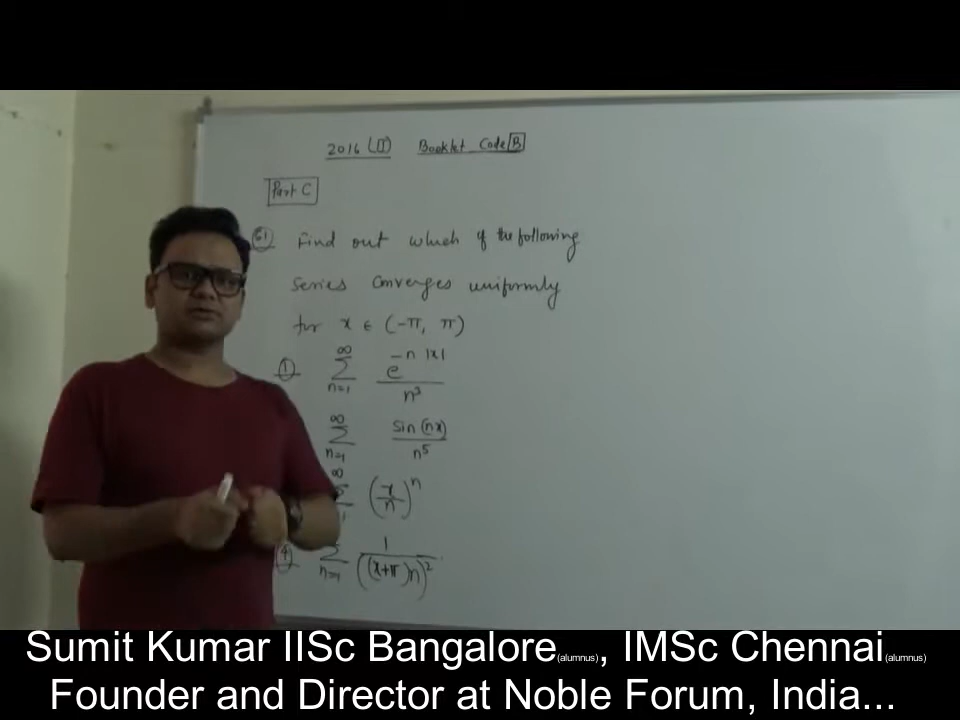 2016 (II) Booklet Code B
Part C
61 Find out which of the following
series converges uniformly
for x ∈ (-π, π)
① ∞ Σ n=1 e^{-n|x|} / n³
∞ Σ n=1 sin(nx) / n⁵
∞ (x/n)^n
④ Σ n=1 1 / ((x+π)n)²
Sumit Kumar IISc Bangalore(alumnus), IMSc Chennai(alumnus)
Founder and Director at Noble Forum, India...